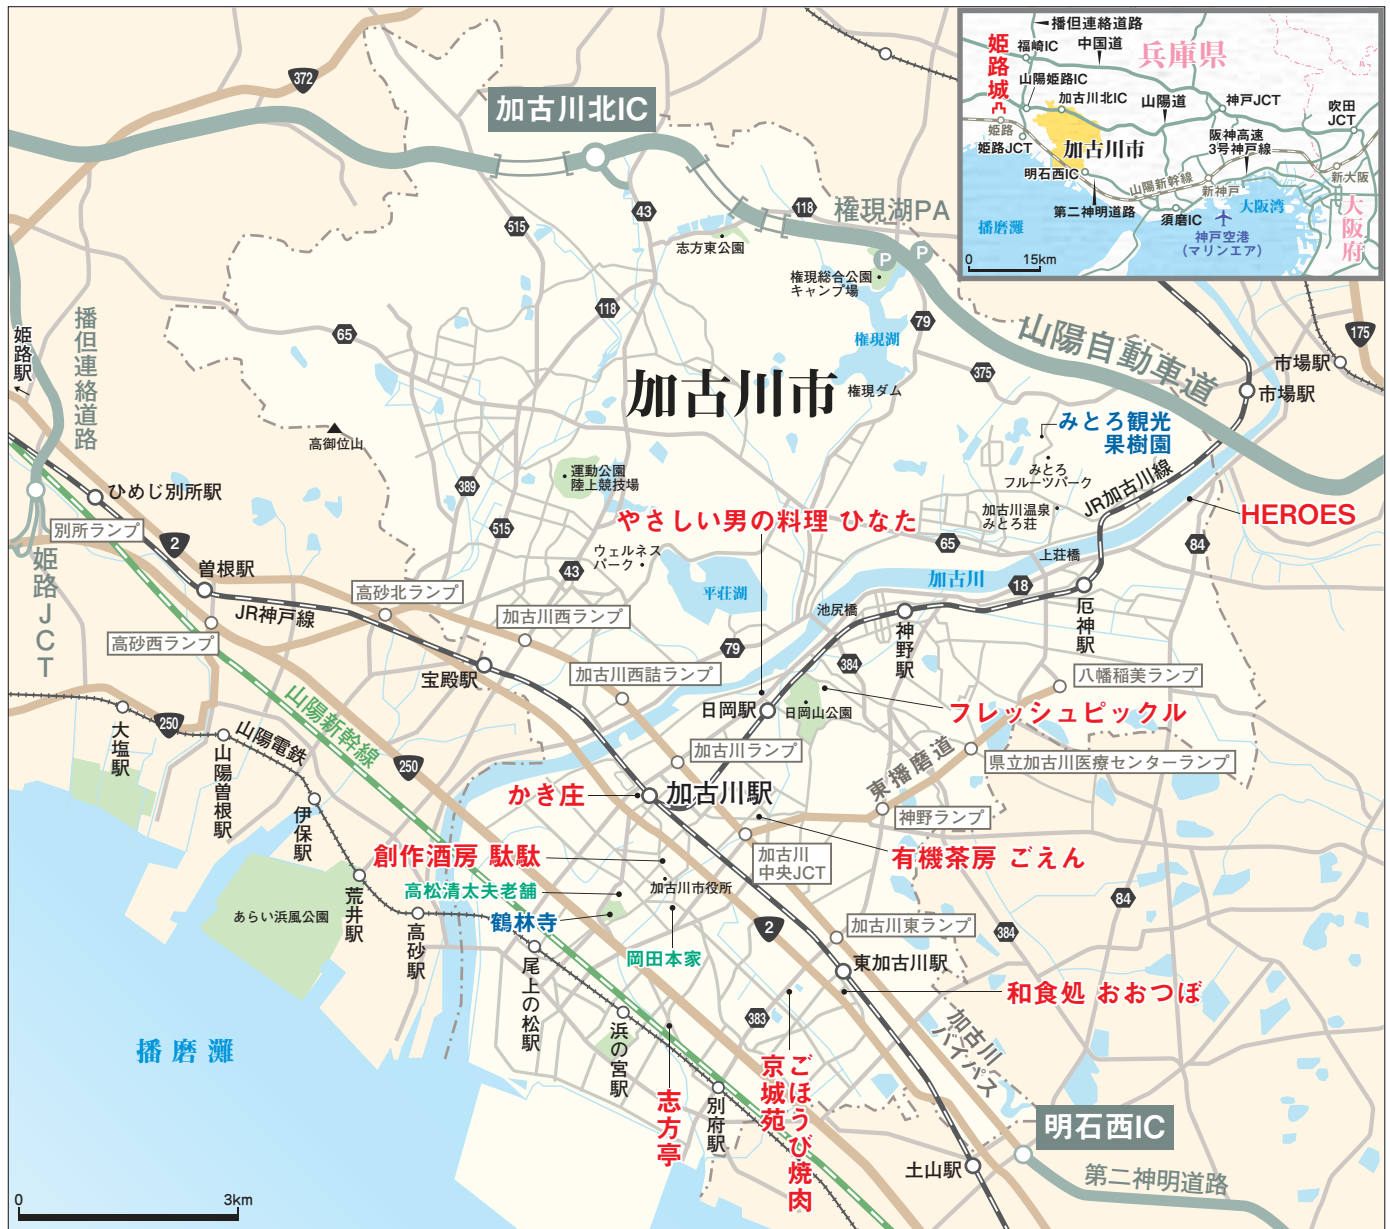 播但連絡道路
福崎IC
中国道
兵庫県
姫路城
山陽姫路IC
加古川北IC
山陽道
神戸JCT
吹田
JCT
姫路
姫路JCT
加古川市
阪神高速
3号神戸線
明石西IC
山陽新幹線
新神戸
新大阪
第二神明道路
須磨IC
大阪湾
大阪府
播磨灘
神戸空港
(マリンエア)
0
15km
372
加古川北IC
43
118
権現湖PA
515
志方東公園
P
P
権現総合公園
キャンプ場
118
79
65
播但連絡道路
姫路駅
権現湖
山陽自動車道
175
市場駅
市場駅
375
加古川市
権現ダム
みとろ観光
果樹園
高御位山
運動公園
陸上競技場
みとろ
フルーツパーク
JR加古川線
389
ひめじ別所駅
加古川温泉
みとろ荘
HEROES
別所ランプ
515
やさしい男の料理 ひなた
2
65
84
ウェルネス
パーク
上荘橋
姫路JCT
曽根駅
43
加古川
18
高砂北ランプ
平荘湖
JR神戸線
加古川西ランプ
池尻橋
神野駅
厄神駅
高砂西ランプ
79
384
宝殿駅
加古川西詰ランプ
八幡稲美ランプ
山陽新幹線
日岡駅
日岡山公園
フレッシュピックル
250
山陽電鉄
大塩駅
山陽曽根駅
加古川ランプ
東播磨道
県立加古川医療センターランプ
250
かき庄
加古川駅
伊保駅
神野ランプ
創作酒房 駄駄
加古川
中央JCT
有機茶房 ごえん
高松清太夫老舗
加古川市役所
荒井駅
84
あらい浜風公園
高砂駅
鶴林寺
2
加古川東ランプ
384
岡田本家
尾上の松駅
東加古川駅
和食処 おおつぼ
383
加古川
バイパス
播磨灘
浜の宮駅
志方亭
別府駅
ごほうび焼肉
京城苑
明石西IC
土山駅
第二神明道路
0
3km